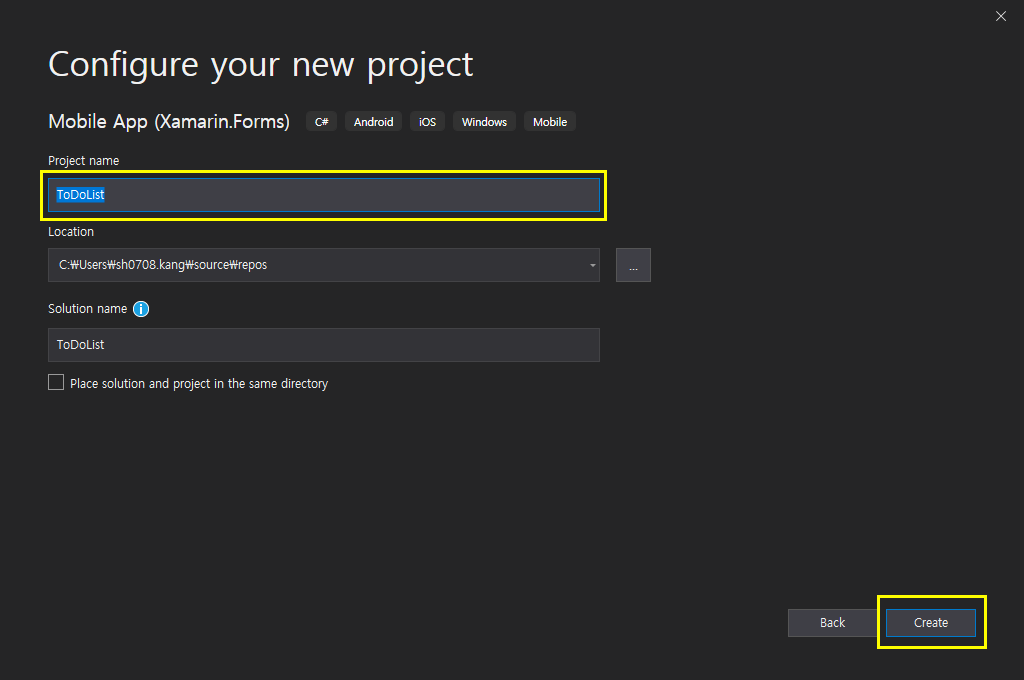 Configure your new project
Mobile App (Xamarin.Forms) C# Android iOS Windows Mobile
Project name
ToDoList
Location
C:₩Users₩sh0708.kang₩source₩repos
...
Solution name
ToDoList
Place solution and project in the same directory
Back Create